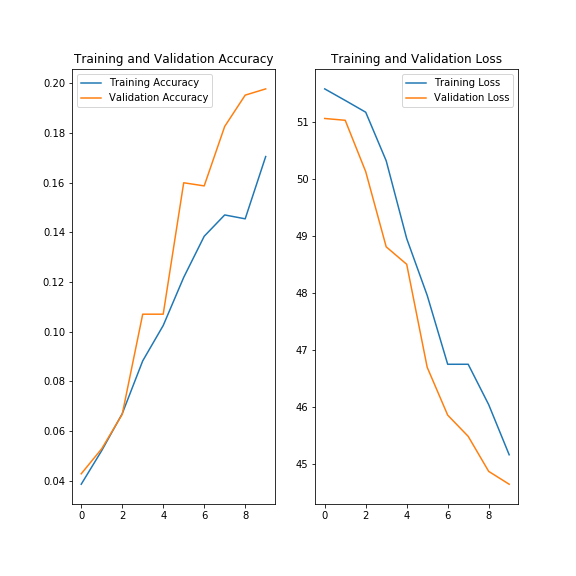 Training and Validation Accuracy
Training Accuracy
Validation Accuracy
0.20
0.18
0.16
0.14
0.12
0.10
0.08
0.06
0.04
0 2 4 6 8
Training and Validation Loss
Training Loss
Validation Loss
51
50
49
48
47
46
45
0 2 4 6 8